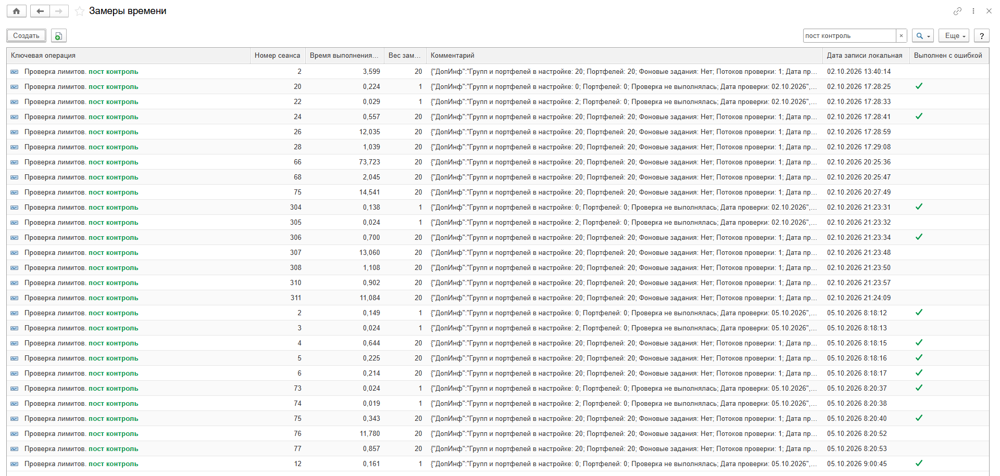 Замеры времени
Создать
пост контроль
×
Еще
?
Ключевая операция Номер сеанса Время выполнения... Вес зам... Комментарий Дата записи локальная Выполнен с ошибкой
Проверка лимитов. пост контроль 2 3,599 20 {"ДопИнф":"Групп и портфелей в настройке: 20; Портфелей: 20; Фоновые задания: Нет; Потоков проверки: 1; Дата пр... 02.10.2026 13:40:14
Проверка лимитов. пост контроль 20 0,224 1 {"ДопИнф":"Групп и портфелей в настройке: 0; Портфелей: 0; Проверка не выполнялась; Дата проверки: 02.10.2026",... 02.10.2026 17:28:25
Проверка лимитов. пост контроль 22 0,029 1 {"ДопИнф":"Групп и портфелей в настройке: 2; Портфелей: 0; Проверка не выполнялась; Дата проверки: 02.10.2026",... 02.10.2026 17:28:33
Проверка лимитов. пост контроль 24 0,557 20 {"ДопИнф":"Групп и портфелей в настройке: 20; Портфелей: 20; Фоновые задания: Нет; Потоков проверки: 1; Дата пр... 02.10.2026 17:28:41
Проверка лимитов. пост контроль 26 12,035 20 {"ДопИнф":"Групп и портфелей в настройке: 20; Портфелей: 20; Фоновые задания: Нет; Потоков проверки: 1; Дата пр... 02.10.2026 17:28:59
Проверка лимитов. пост контроль 28 1,039 20 {"ДопИнф":"Групп и портфелей в настройке: 20; Портфелей: 20; Фоновые задания: Нет; Потоков проверки: 1; Дата пр... 02.10.2026 17:29:08
Проверка лимитов. пост контроль 66 73,723 20 {"ДопИнф":"Групп и портфелей в настройке: 20; Портфелей: 20; Фоновые задания: Нет; Потоков проверки: 1; Дата пр... 02.10.2026 20:25:36
Проверка лимитов. пост контроль 68 2,045 20 {"ДопИнф":"Групп и портфелей в настройке: 20; Портфелей: 20; Фоновые задания: Нет; Потоков проверки: 1; Дата пр... 02.10.2026 20:25:47
Проверка лимитов. пост контроль 75 14,541 20 {"ДопИнф":"Групп и портфелей в настройке: 20; Портфелей: 20; Фоновые задания: Нет; Потоков проверки: 1; Дата пр... 02.10.2026 20:27:49
Проверка лимитов. пост контроль 304 0,138 1 {"ДопИнф":"Групп и портфелей в настройке: 0; Портфелей: 0; Проверка не выполнялась; Дата проверки: 02.10.2026",... 02.10.2026 21:23:31
Проверка лимитов. пост контроль 305 0,024 1 {"ДопИнф":"Групп и портфелей в настройке: 2; Портфелей: 0; Проверка не выполнялась; Дата проверки: 02.10.2026",... 02.10.2026 21:23:32
Проверка лимитов. пост контроль 306 0,700 20 {"ДопИнф":"Групп и портфелей в настройке: 20; Портфелей: 20; Фоновые задания: Нет; Потоков проверки: 1; Дата пр... 02.10.2026 21:23:34
Проверка лимитов. пост контроль 307 13,060 20 {"ДопИнф":"Групп и портфелей в настройке: 20; Портфелей: 20; Фоновые задания: Нет; Потоков проверки: 1; Дата пр... 02.10.2026 21:23:48
Проверка лимитов. пост контроль 308 1,108 20 {"ДопИнф":"Групп и портфелей в настройке: 20; Портфелей: 20; Фоновые задания: Нет; Потоков проверки: 1; Дата пр... 02.10.2026 21:23:50
Проверка лимитов. пост контроль 310 0,902 20 {"ДопИнф":"Групп и портфелей в настройке: 20; Портфелей: 20; Фоновые задания: Нет; Потоков проверки: 1; Дата пр... 02.10.2026 21:23:57
Проверка лимитов. пост контроль 311 11,084 20 {"ДопИнф":"Групп и портфелей в настройке: 20; Портфелей: 20; Фоновые задания: Нет; Потоков проверки: 1; Дата пр... 02.10.2026 21:24:09
Проверка лимитов. пост контроль 2 0,149 1 {"ДопИнф":"Групп и портфелей в настройке: 0; Портфелей: 0; Проверка не выполнялась; Дата проверки: 05.10.2026",... 05.10.2026 8:18:12
Проверка лимитов. пост контроль 3 0,024 1 {"ДопИнф":"Групп и портфелей в настройке: 2; Портфелей: 0; Проверка не выполнялась; Дата проверки: 05.10.2026",... 05.10.2026 8:18:13
Проверка лимитов. пост контроль 4 0,644 20 {"ДопИнф":"Групп и портфелей в настройке: 20; Портфелей: 20; Фоновые задания: Нет; Потоков проверки: 1; Дата пр... 05.10.2026 8:18:15
Проверка лимитов. пост контроль 5 0,225 20 {"ДопИнф":"Групп и портфелей в настройке: 20; Портфелей: 20; Фоновые задания: Нет; Потоков проверки: 1; Дата пр... 05.10.2026 8:18:16
Проверка лимитов. пост контроль 6 0,214 20 {"ДопИнф":"Групп и портфелей в настройке: 20; Портфелей: 20; Фоновые задания: Нет; Потоков проверки: 1; Дата пр... 05.10.2026 8:18:17
Проверка лимитов. пост контроль 73 0,024 1 {"ДопИнф":"Групп и портфелей в настройке: 0; Портфелей: 0; Проверка не выполнялась; Дата проверки: 05.10.2026",... 05.10.2026 8:20:37
Проверка лимитов. пост контроль 74 0,019 1 {"ДопИнф":"Групп и портфелей в настройке: 2; Портфелей: 0; Проверка не выполнялась; Дата проверки: 05.10.2026",... 05.10.2026 8:20:38
Проверка лимитов. пост контроль 75 0,343 20 {"ДопИнф":"Групп и портфелей в настройке: 20; Портфелей: 20; Фоновые задания: Нет; Потоков проверки: 1; Дата пр... 05.10.2026 8:20:40
Проверка лимитов. пост контроль 76 11,780 20 {"ДопИнф":"Групп и портфелей в настройке: 20; Портфелей: 20; Фоновые задания: Нет; Потоков проверки: 1; Дата пр... 05.10.2026 8:20:52
Проверка лимитов. пост контроль 77 0,857 20 {"ДопИнф":"Групп и портфелей в настройке: 20; Портфелей: 20; Фоновые задания: Нет; Потоков проверки: 1; Дата пр... 05.10.2026 8:20:53
Проверка лимитов. пост контроль 12 0,161 1 {"ДопИнф":"Групп и портфелей в настройке: 0; Портфелей: 0; Проверка не выполнялась; Дата проверки: 05.10.2026",... 05.10.2026 9:00:45